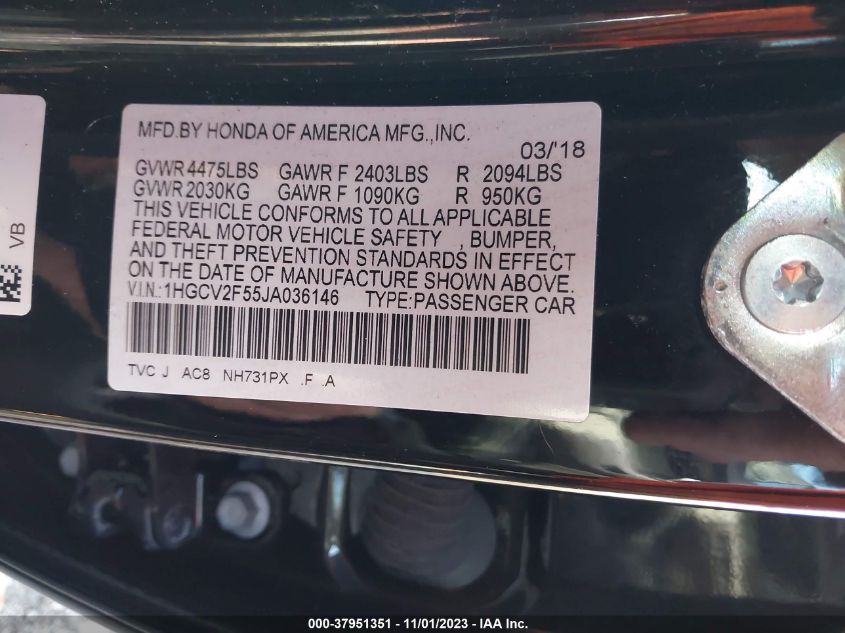 MFD.BY HONDA OF AMERICA MFG.,INC.
03/'18
GVWR 4475LBS GAWR F 2403LBS R 2094LBS
GVWR 2030KG GAWR F 1090KG R 950KG
THIS VEHICLE CONFORMS TO ALL APPLICABLE
FEDERAL MOTOR VEHICLE SAFETY , BUMPER,
AND THEFT PREVENTION STANDARDS IN EFFECT
ON THE DATE OF MANUFACTURE SHOWN ABOVE.
V.I.N.:1HGCV2F55JA036146 TYPE:PASSENGER CAR
TVC J AC8 NH731PX .F .A
VB
000-37951351 - 11/01/2023 - IAA Inc.